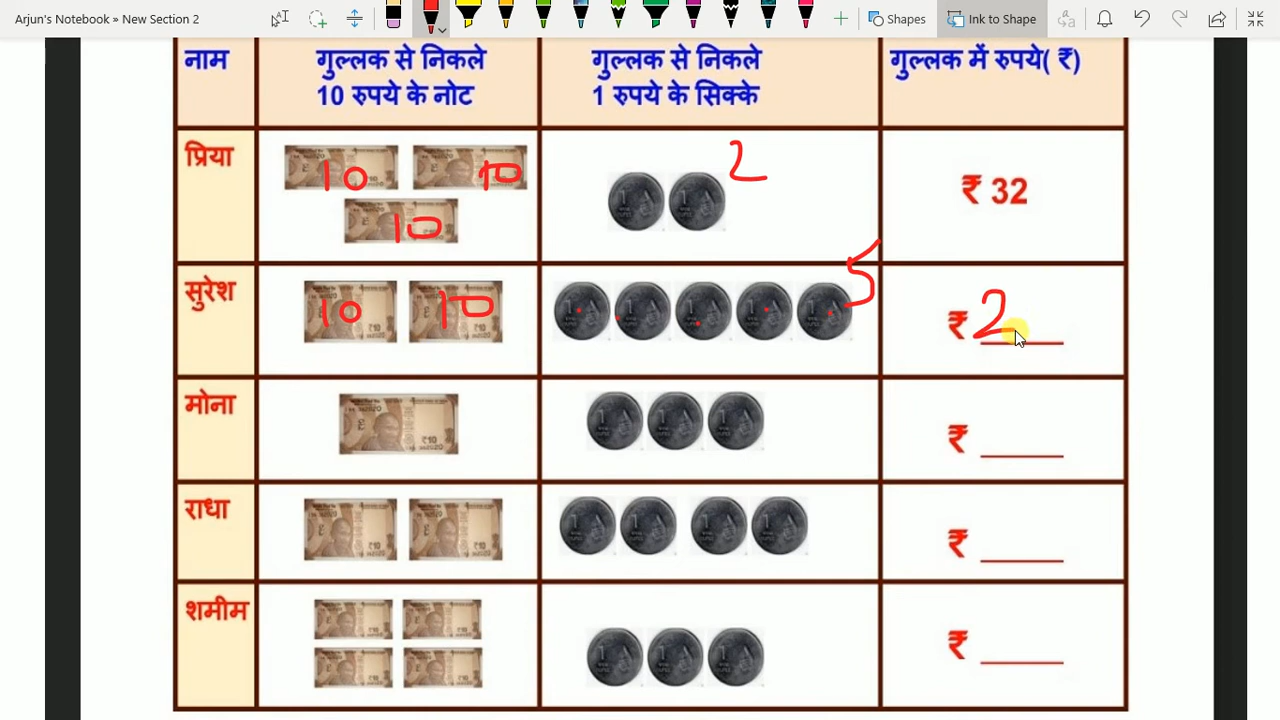 Arjun's Notebook » New Section 2
Shapes
Ink to Shape
नाम
गुल्लक से निकले
10 रुपये के नोट
गुल्लक से निकले
1 रुपये के सिक्के
गुल्लक में रुपये( ₹)
प्रिया
10 10
10
2
₹ 32
सुरेश
10 10
5
₹ 2
मोना
₹
राधा
₹
शमीम
₹